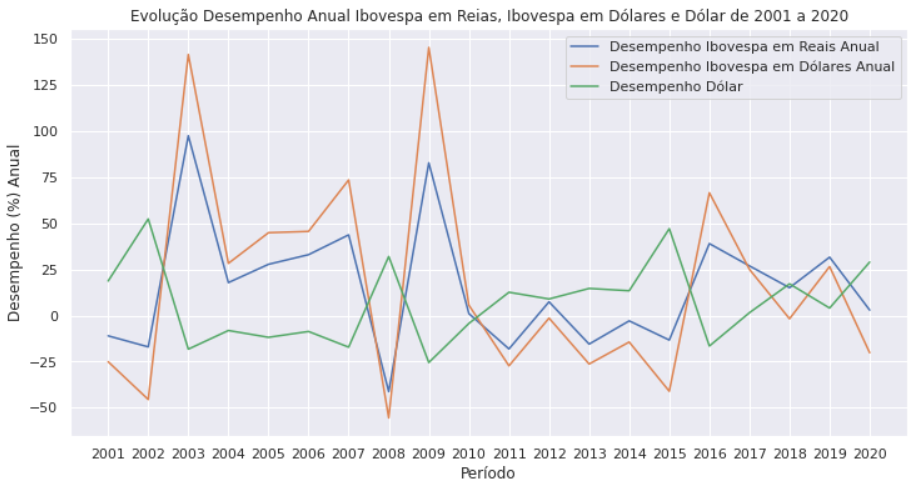 Evolução Desempenho Anual Ibovespa em Reias, Ibovespa em Dólares e Dólar de 2001 a 2020
Desempenho Ibovespa em Reais Anual
Desempenho Ibovespa em Dólares Anual
Desempenho Dólar
Desempenho (%) Anual
150
125
100
75
50
25
0
−25
−50
2001 2002 2003 2004 2005 2006 2007 2008 2009 2010 2011 2012 2013 2014 2015 2016 2017 2018 2019 2020
Período